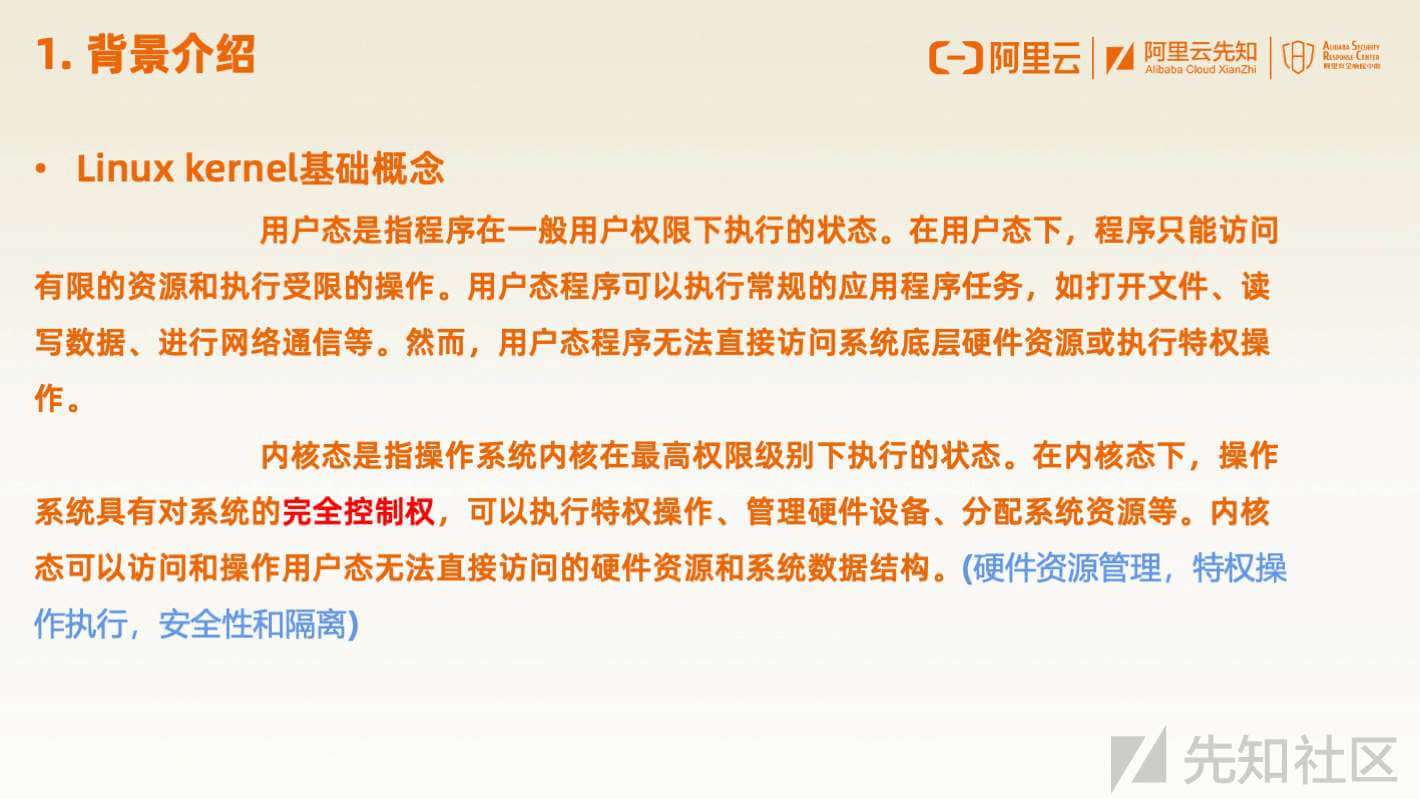 1. 背景介绍
阿里云
阿里云先知
Alibaba Cloud XianZhi
ALIBABA SECURITY
RESPONSE CENTER
阿里安全响应中心
• Linux kernel基础概念
用户态是指程序在一般用户权限下执行的状态。在用户态下，程序只能访问
有限的资源和执行受限的操作。用户态程序可以执行常规的应用程序任务，如打开文件、读
写数据、进行网络通信等。然而，用户态程序无法直接访问系统底层硬件资源或执行特权操
作。
内核态是指操作系统内核在最高权限级别下执行的状态。在内核态下，操作
系统具有对系统的完全控制权，可以执行特权操作、管理硬件设备、分配系统资源等。内核
态可以访问和操作用户态无法直接访问的硬件资源和系统数据结构。(硬件资源管理，特权操
作执行，安全性和隔离)
先知社区